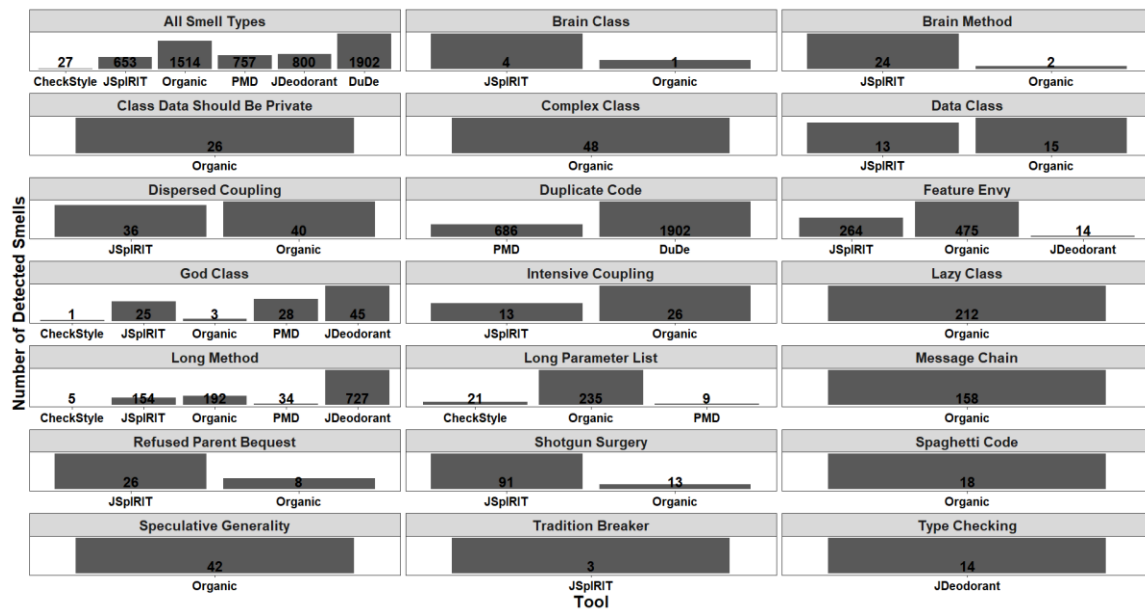 All Smell Types Brain Class Brain Method
27 653 1514 757 800 1902 4 1 24 2
CheckStyle JSpIRIT Organic PMD JDeodorant DuDe JSpIRIT Organic JSpIRIT Organic
Class Data Should Be Private Complex Class Data Class
26 48 13 15
Organic Organic JSpIRIT Organic
Dispersed Coupling Duplicate Code Feature Envy
36 40 686 1902 264 475 14
JSpIRIT Organic PMD DuDe JSpIRIT Organic JDeodorant
God Class Intensive Coupling Lazy Class
1 25 3 28 45 13 26 212
CheckStyle JSpIRIT Organic PMD JDeodorant JSpIRIT Organic Organic
Long Method Long Parameter List Message Chain
5 154 192 34 727 21 235 9 158
CheckStyle JSpIRIT Organic PMD JDeodorant CheckStyle Organic PMD Organic
Refused Parent Bequest Shotgun Surgery Spaghetti Code
26 8 91 13 18
JSpIRIT Organic JSpIRIT Organic Organic
Speculative Generality Tradition Breaker Type Checking
42 3 14
Organic JSpIRIT JDeodorant
Tool
Number of Detected Smells